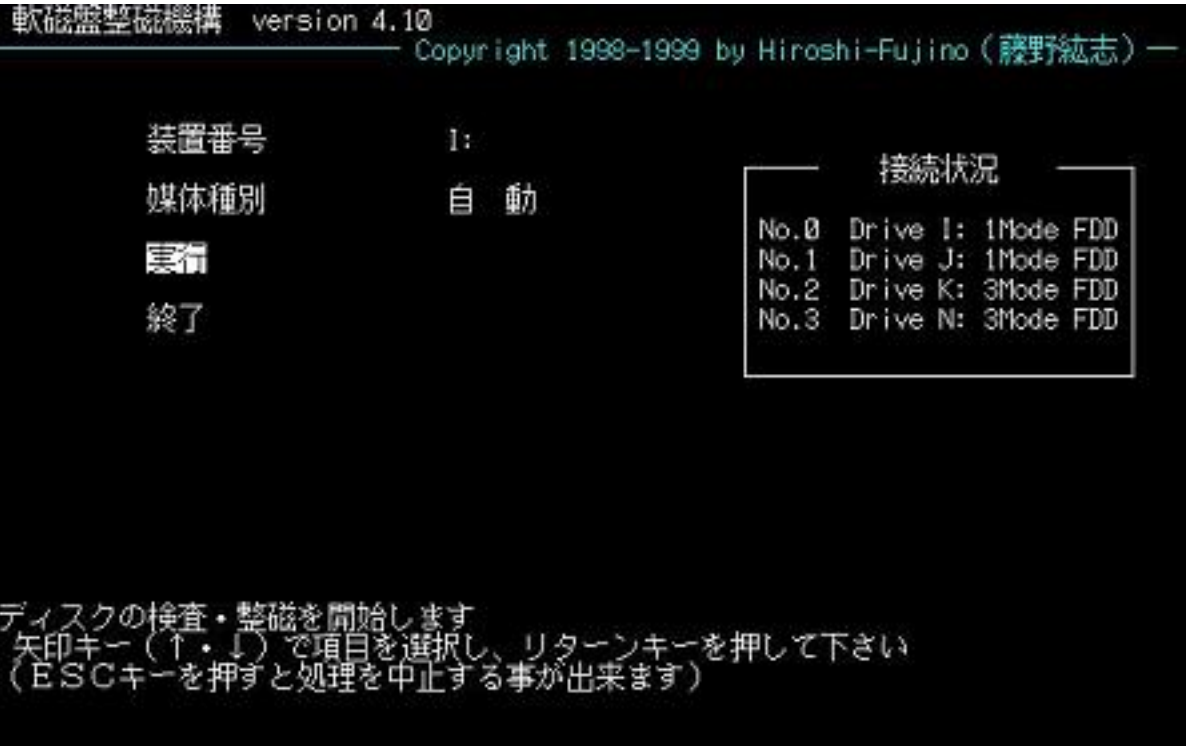 軟磁盤整磁機構 version 4.10
Copyright 1998-1999 by Hiroshi-Fujino(藤野紘志)
装置番号 I:
媒体種別 自 動
実行
終了
接続状況
No.0 Drive I: 1Mode FDD
No.1 Drive J: 1Mode FDD
No.2 Drive K: 3Mode FDD
No.3 Drive N: 3Mode FDD
ディスクの検査・整磁を開始します
矢印キー(↑・↓)で項目を選択し、リターンキーを押して下さい
(ESCキーを押すと処理を中止する事が出来ます)